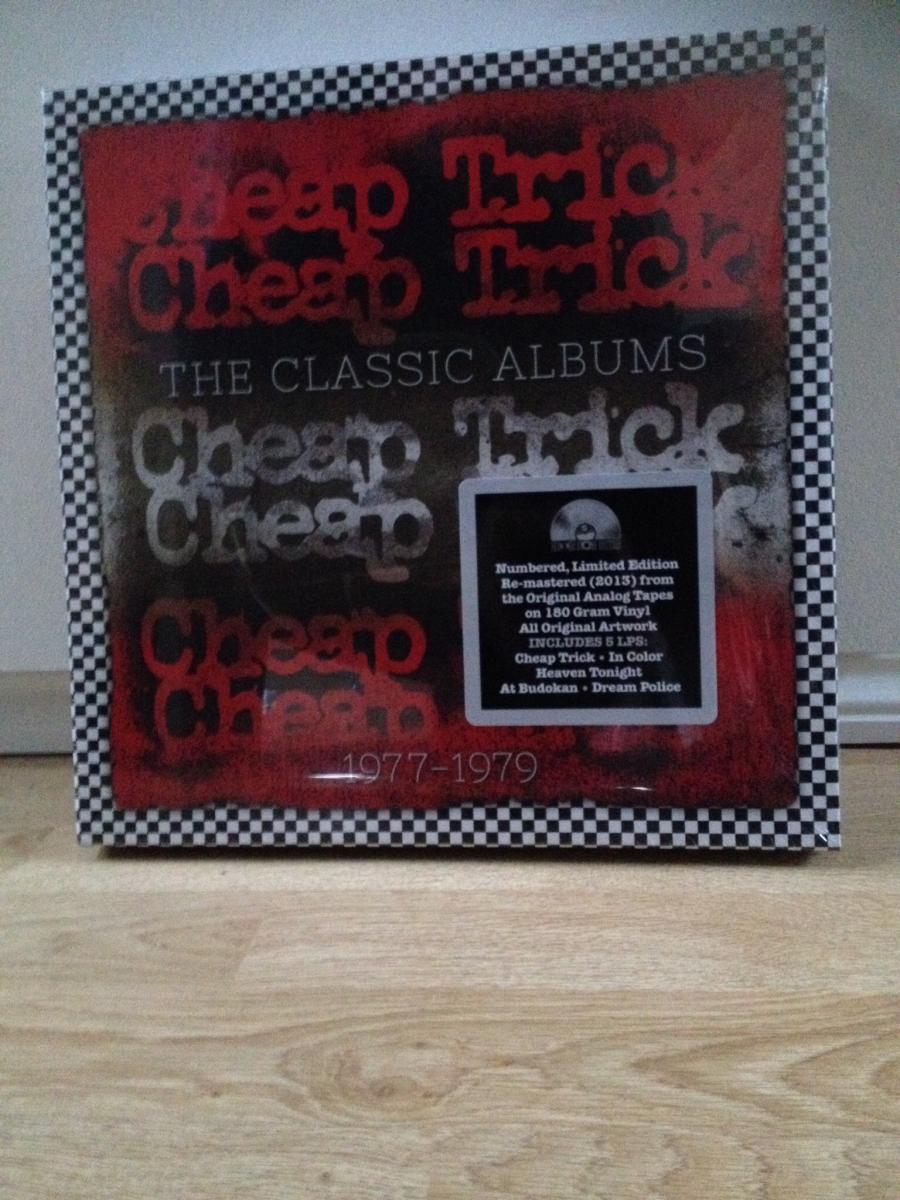 Cheap Trick
Cheap Trick
THE CLASSIC ALBUMS
Cheap Trick
Cheap
Cheap
Cheap
1977-1979
Numbered, Limited Edition
Re-mastered (2013) from
the Original Analog Tapes
on 180 Gram Vinyl
All Original Artwork
INCLUDES 5 LPS:
Cheap Trick • In Color
Heaven Tonight
At Budokan • Dream Police